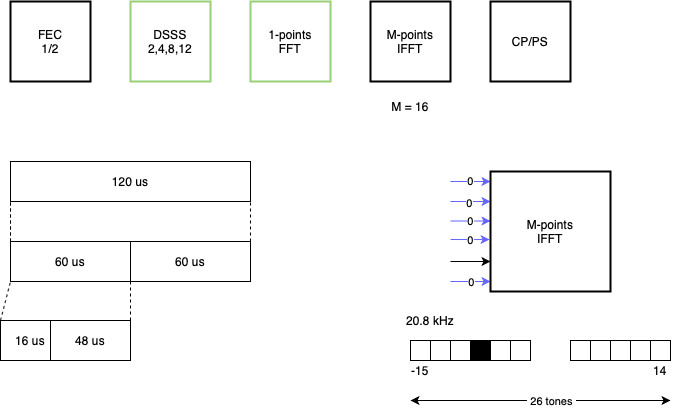 FEC
1/2
DSSS
2,4,8,12
1-points
FFT
M-points
IFFT
CP/PS
M = 16
120 us
60 us
60 us
16 us
48 us
0
0
0
0
0
M-points
IFFT
20.8 kHz
-15
14
26 tones